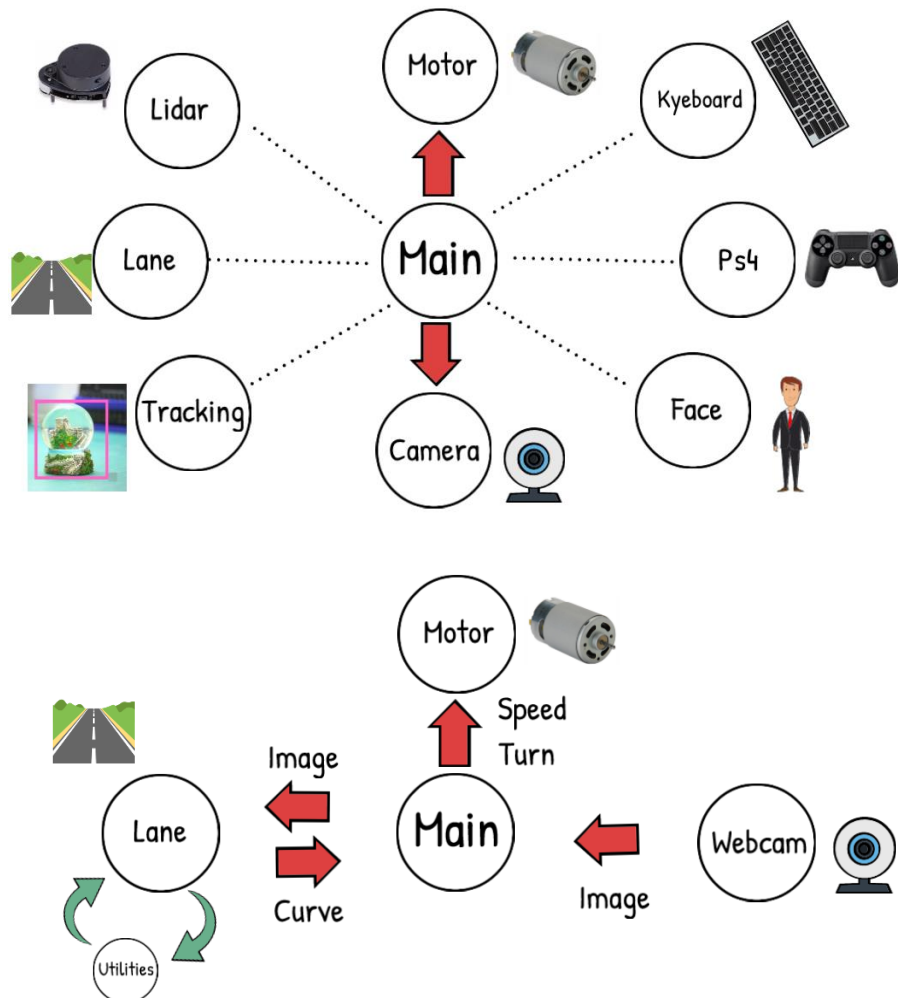 Motor
Lidar
Kyeboard
Lane
Main
Ps4
Tracking
Camera
Face
Motor
Speed
Turn
Image
Lane
Main
Webcam
Curve
Image
Utilities